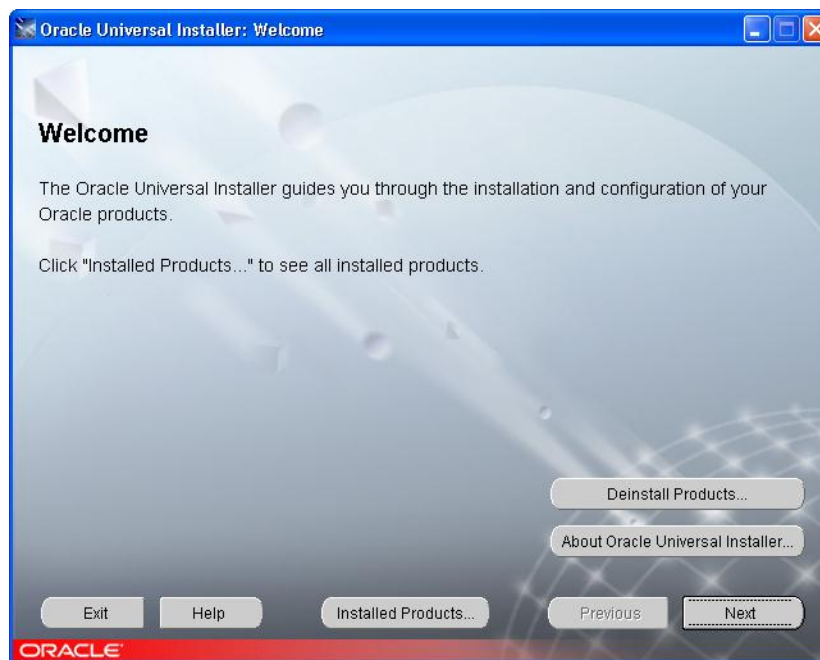 Oracle Universal Installer: Welcome
Welcome
The Oracle Universal Installer guides you through the installation and configuration of your
Oracle products.
Click "Installed Products..." to see all installed products.
Deinstall Products...
About Oracle Universal Installer...
Exit Help Installed Products... Previous Next
ORACLE